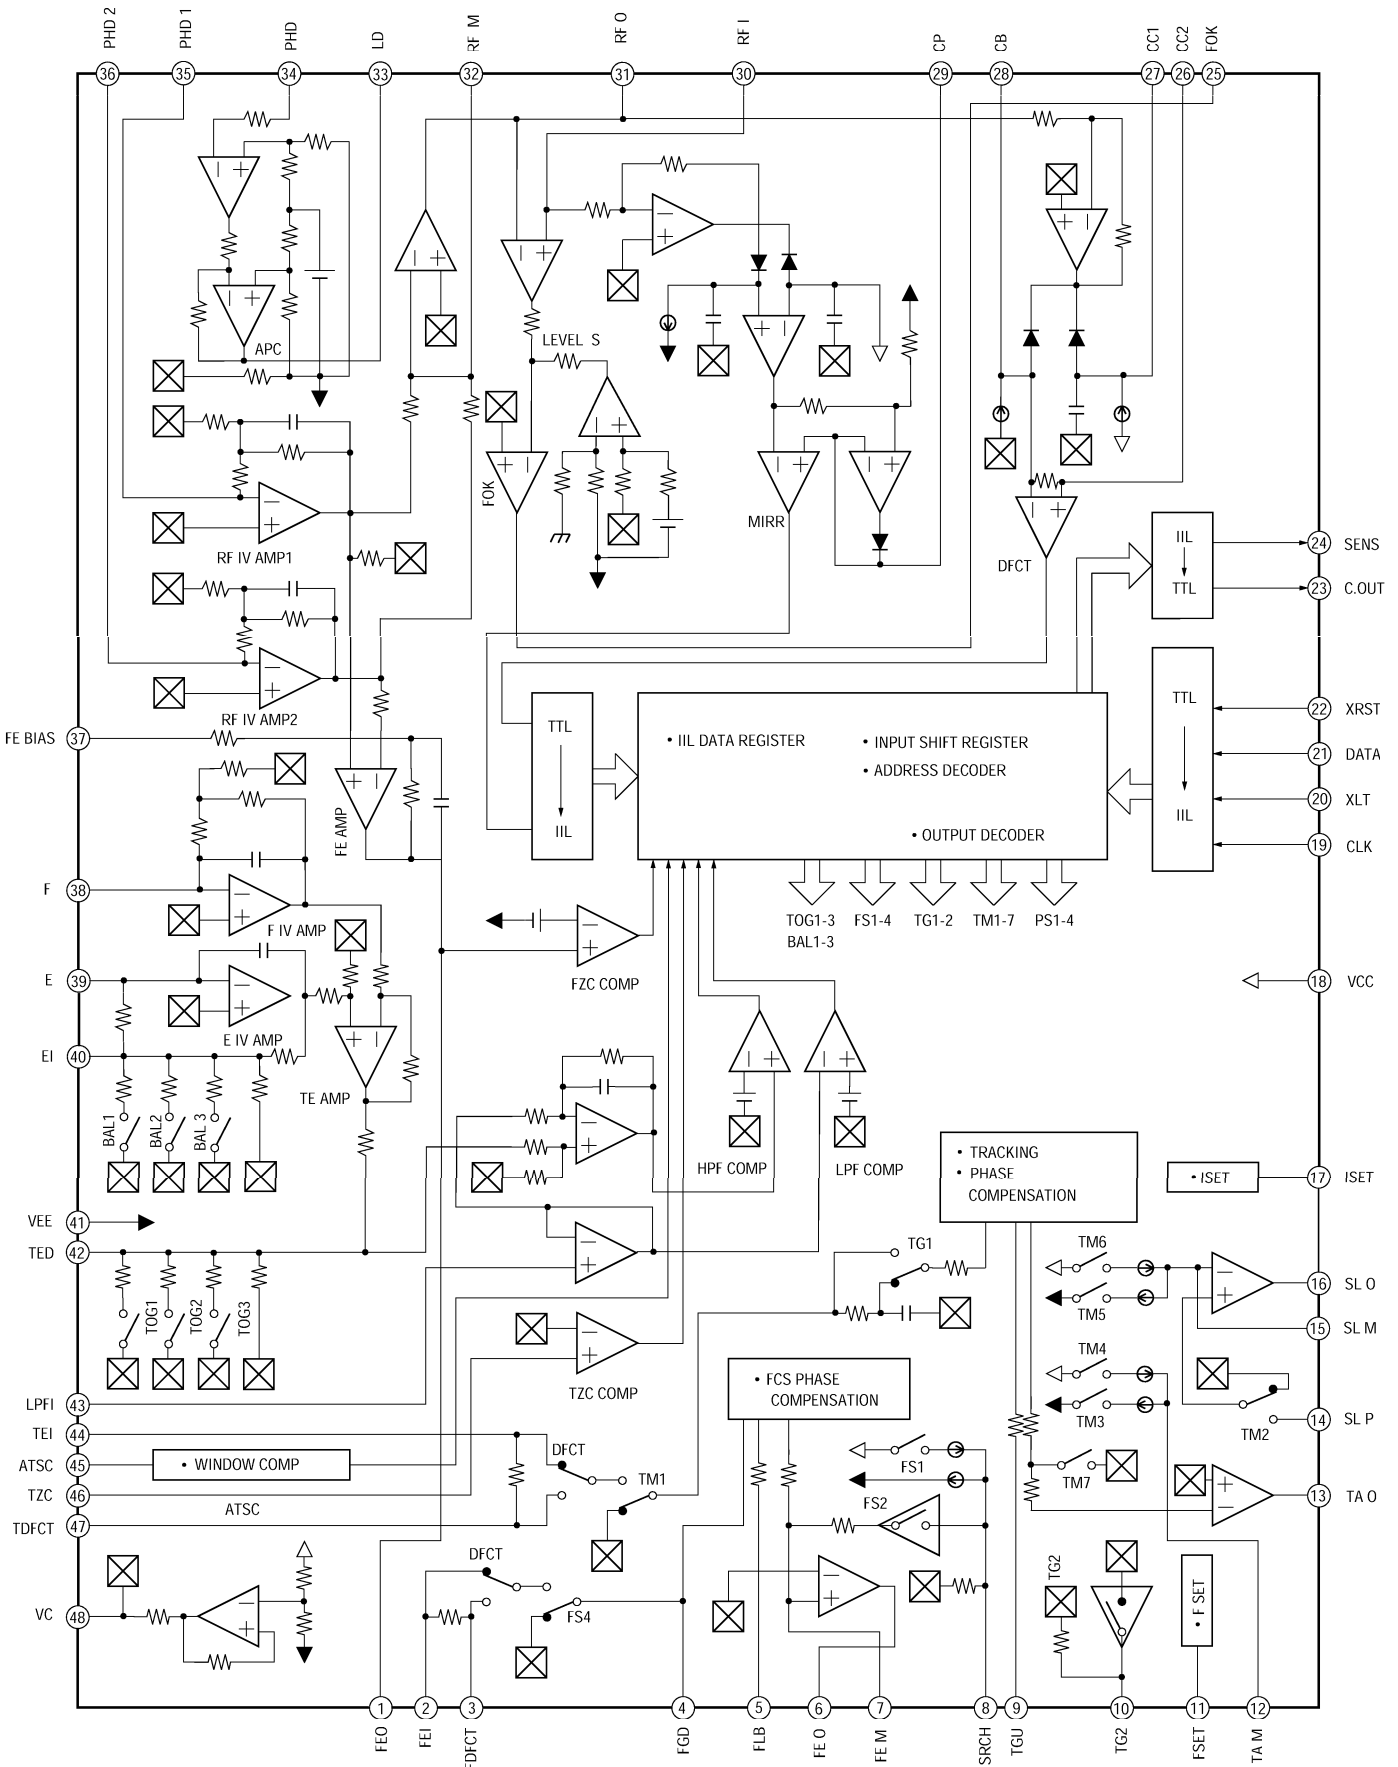 PHD 2
PHD 1
PHD
LD
RF M
RF O
RF I
CP
CB
CC1
CC2
FOK
36
35
34
33
32
31
30
29
28
27
26
25
APC
LEVEL S
FOK
MIRR
DFCT
RF IV AMP1
RF IV AMP2
IIL
TTL
24 SENS
23 C.OUT
TTL
IIL
22 XRST
21 DATA
20 XLT
19 CLK
TTL
IIL
• IIL DATA REGISTER
• INPUT SHIFT REGISTER
• ADDRESS DECODER
• OUTPUT DECODER
TOG1-3
BAL1-3
FS1-4
TG1-2
TM1-7
PS1-4
FE BIAS 37
FE AMP
F 38
F IV AMP
E 39
E IV AMP
EI 40
TE AMP
BAL1
BAL2
BAL 3
FZC COMP
HPF COMP
LPF COMP
18 VCC
• TRACKING
• PHASE
COMPENSATION
• ISET
17 ISET
VEE 41
TED 42
TOG1
TOG2
TOG3
TZC COMP
TG1
TM6
TM5
16 SL O
15 SL M
TM4
TM3
TM2
14 SL P
LPFI 43
TEI 44
ATSC 45
• WINDOW COMP
TZC 46
ATSC
TDFCT 47
DFCT
TM1
• FCS PHASE
COMPENSATION
FS1
FS2
TM7
13 TA O
VC 48
DFCT
FS4
TG2
• F SET
1
2
3
4
5
6
7
8
9
10
11
12
FEO
FEI
FDFCT
FGD
FLB
FE O
FE M
SRCH
TGU
TG2
FSET
TA M